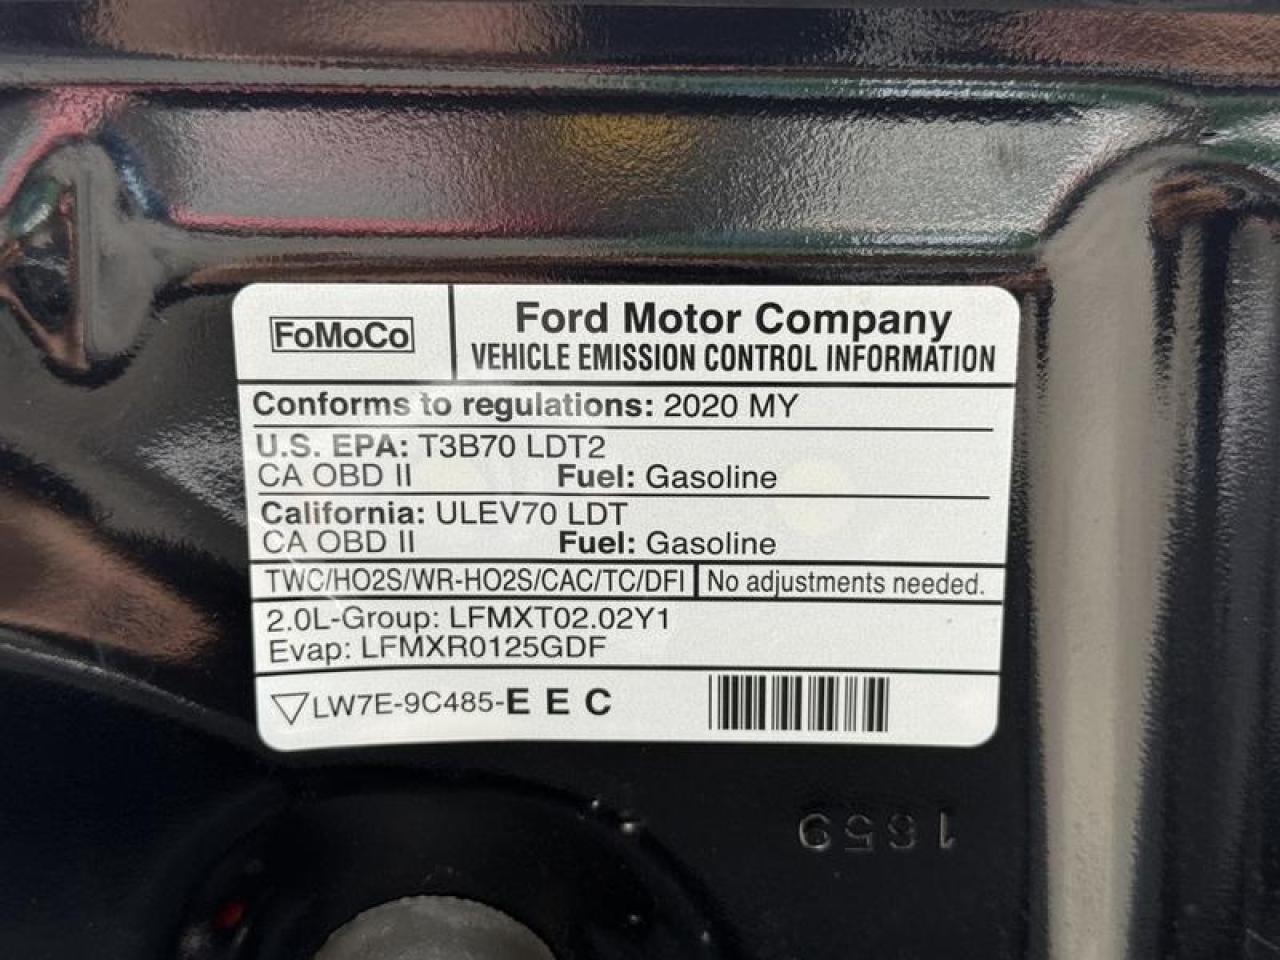 FoMoCo
Ford Motor Company
VEHICLE EMISSION CONTROL INFORMATION
Conforms to regulations: 2020 MY
U.S. EPA: T3B70 LDT2
CA OBD II Fuel: Gasoline
California: ULEV70 LDT
CA OBD II Fuel: Gasoline
TWC/HO2S/WR-HO2S/CAC/TC/DFI No adjustments needed.
2.0L-Group: LFMXT02.02Y1
Evap: LFMXR0125GDF
LW7E-9C485-E E C